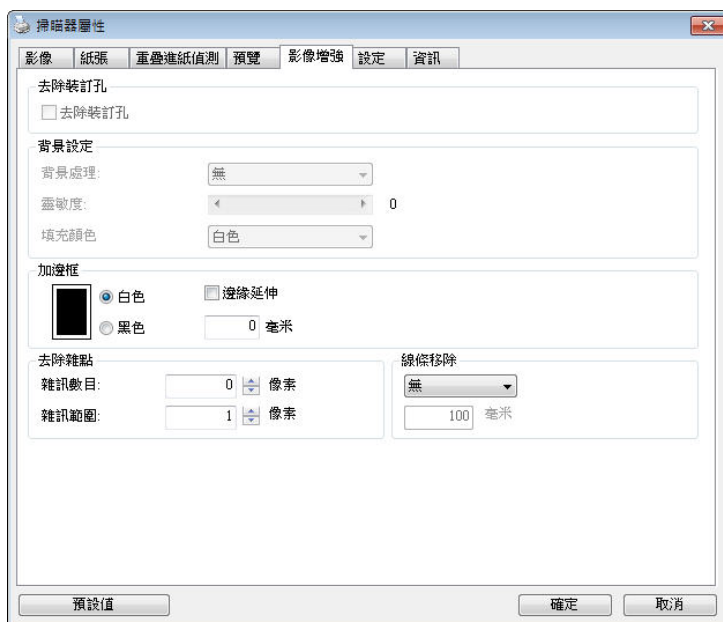 掃瞄器屬性
影像 紙張 重疊進紙偵測 預覽 影像增強 設定 資訊
去除裝訂孔
去除裝訂孔
背景設定
背景處理: 無
靈敏度: 0
填充顏色 白色
加邊框
白色 邊緣延伸
黑色 0 毫米
去除雜點 線條移除
雜訊數目: 0 像素 無
雜訊範圍: 1 像素 100 毫米
預設值 確定 取消